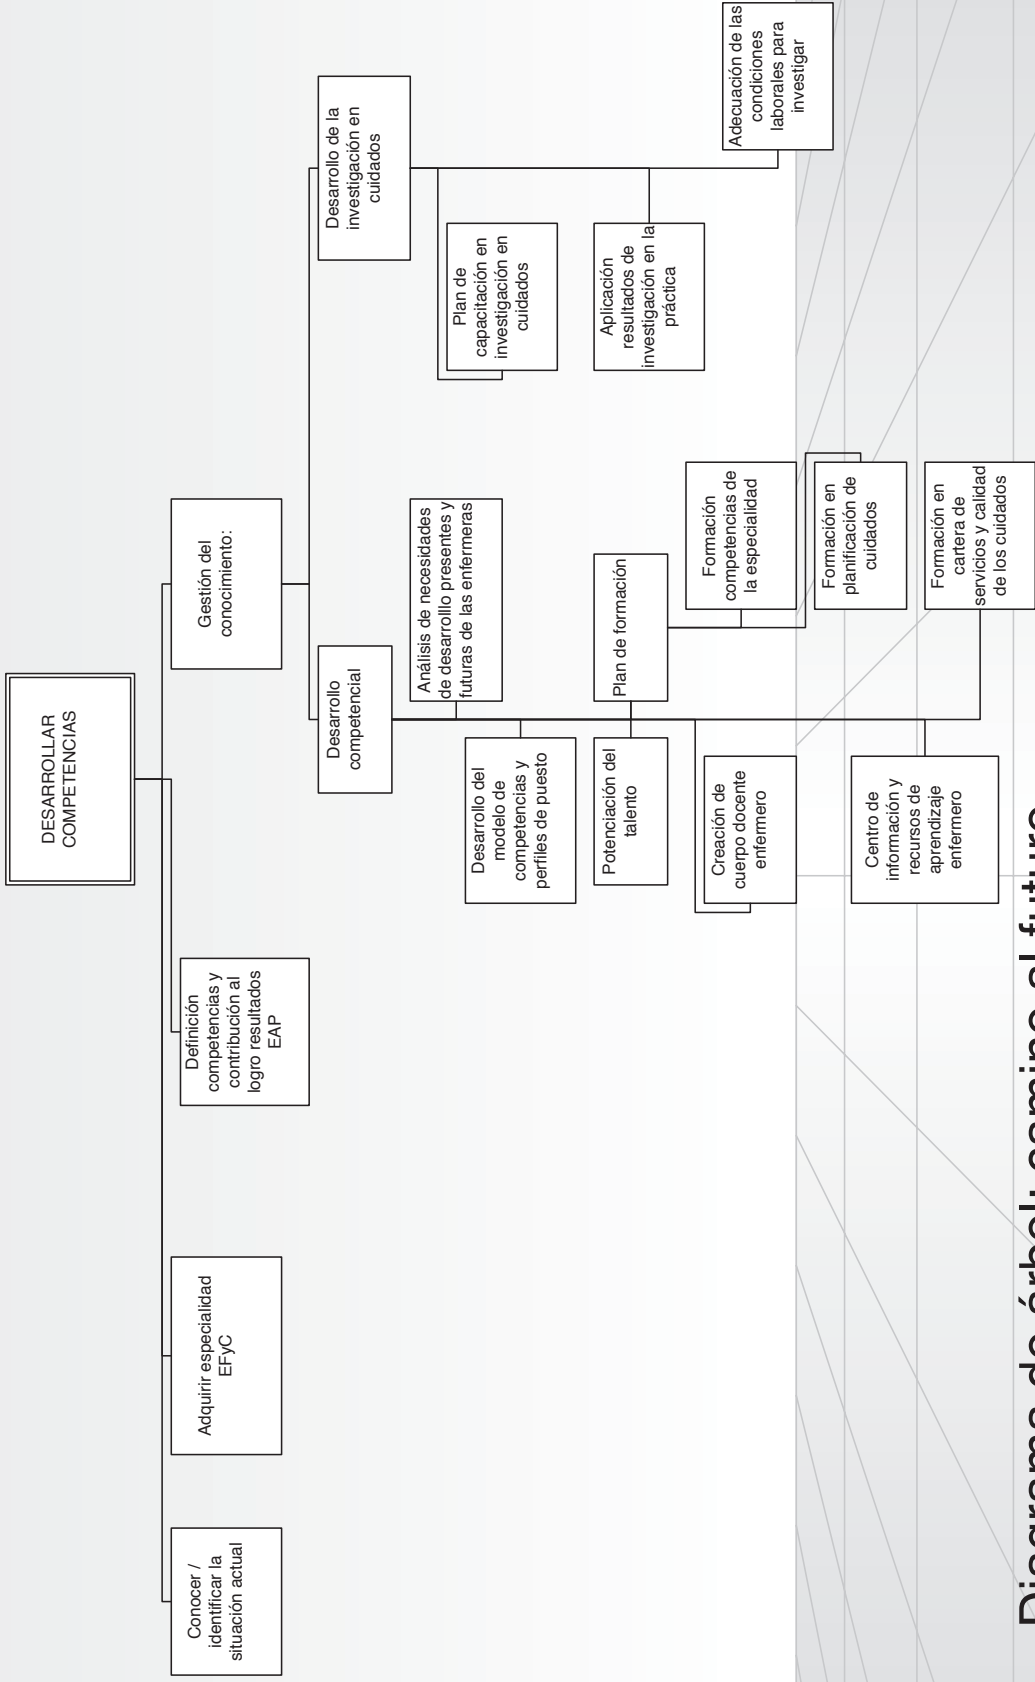 DESARROLLAR
COMPETENCIAS
Conocer /
identificar la
situación actual
Adquirir especialidad
EFyC
Definición
competencias y
contribución al
logro resultados
EAP
Gestión del
conocimiento:
Desarrollo
competencial
Desarrollo de la
investigación en
cuidados
Análisis de necesidades
de desarrolllo presentes y
futuras de las enfermeras
Desarrollo del
modelo de
competencias y
perfiles de puesto
Potenciación del
talento
Plan de formación
Formación
competencias de
la especialidad
Formación en
planificación de
cuidados
Creación de
cuerpo docente
enfermero
Centro de
información y
recursos de
aprendizaje
enfermero
Formación en
cartera de
servicios y calidad
de los cuidados
Plan de
capacitación en
investigación en
cuidados
Aplicación
resultados de
investigación en la
práctica
Adecuación de las
condiciones
laborales para
investigar
Diagrama de árbol: camino al futuro